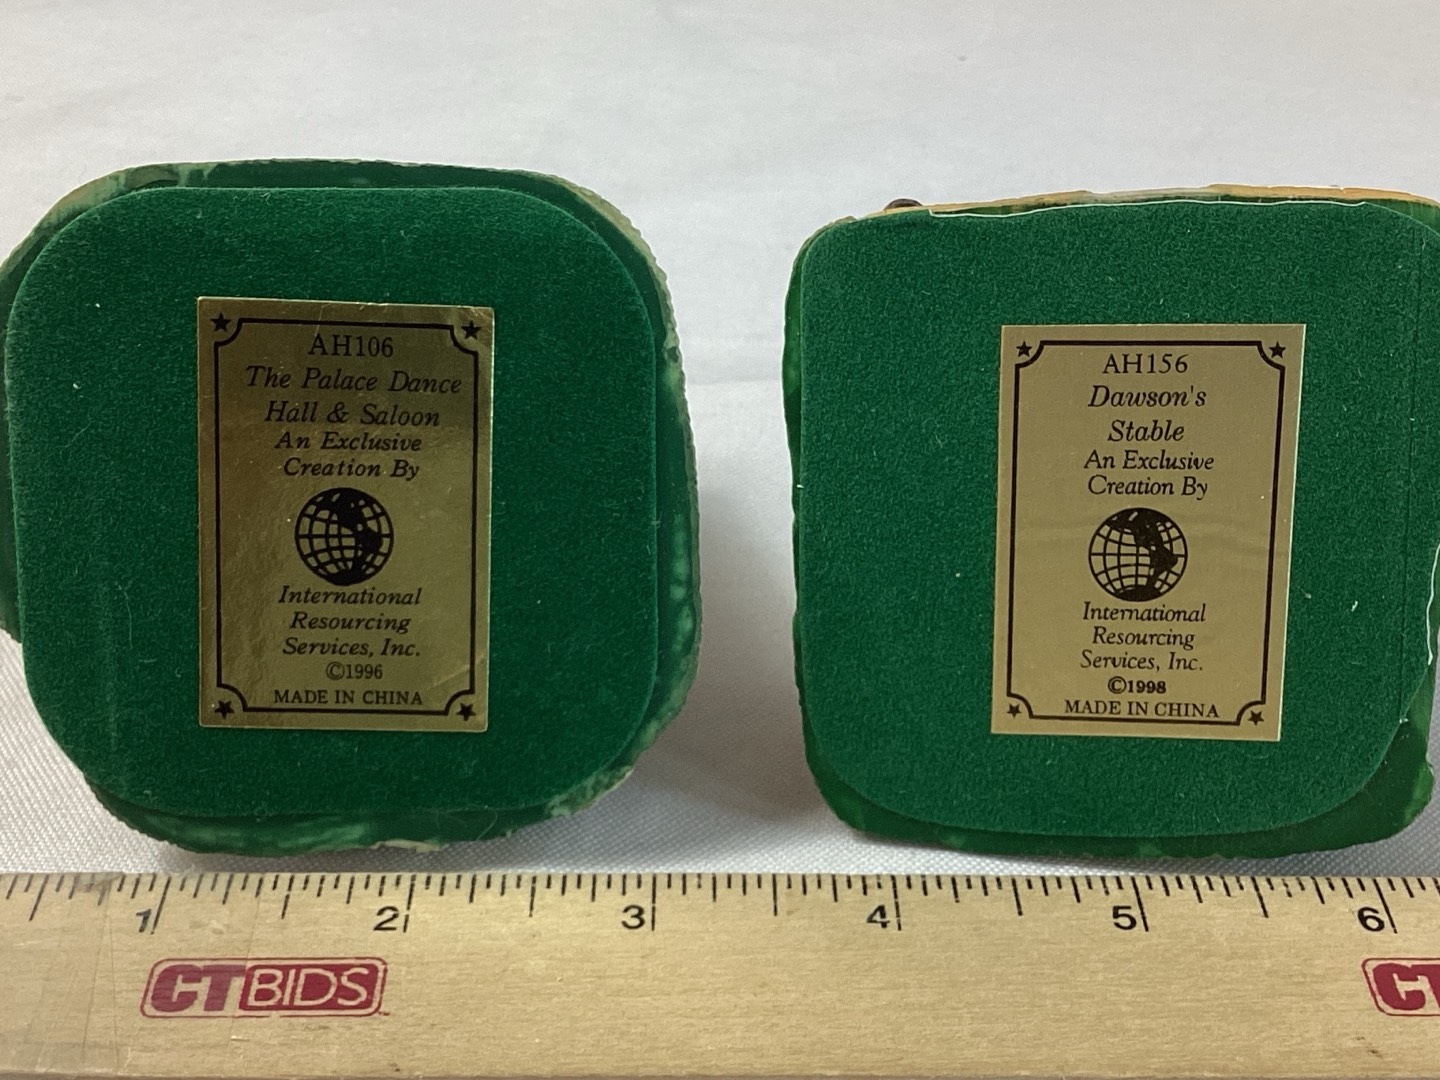 AH106
The Palace Dance
Hall & Saloon
An Exclusive
Creation By
International
Resourcing
Services, Inc.
©1996
MADE IN CHINA
AH156
Dawson's
Stable
An Exclusive
Creation By
International
Resourcing
Services, Inc.
©1998
MADE IN CHINA
1 2 3 4 5 6
CTBIDS
CT